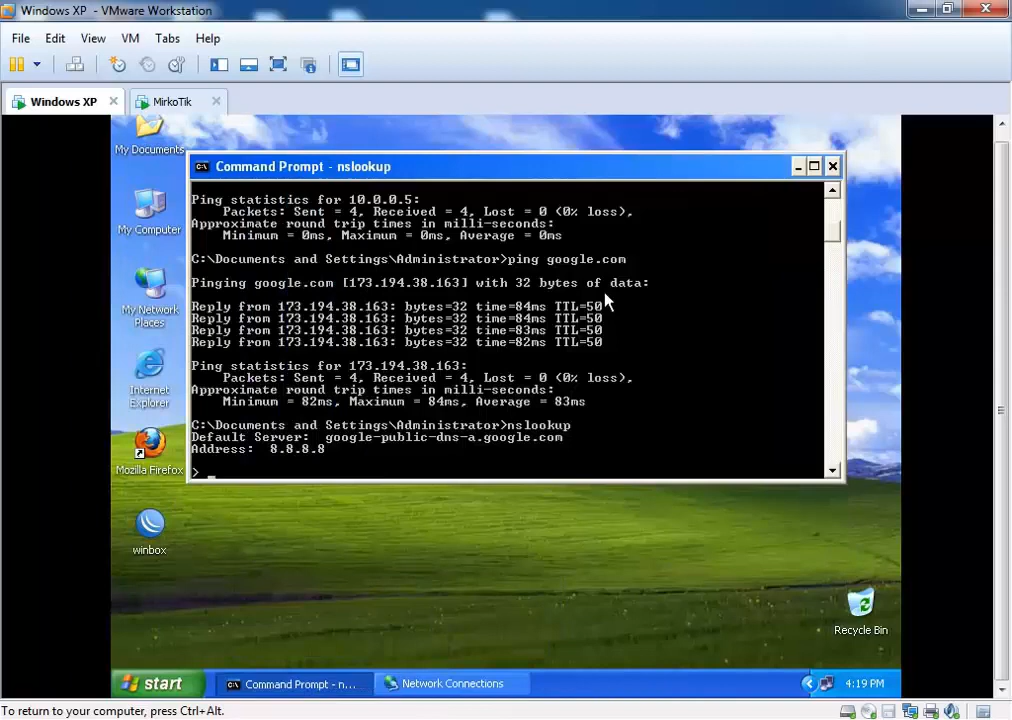 Windows XP - VMware Workstation
File Edit View VM Tabs Help
Windows XP
MirkoTik
My Documents
My Computer
My Network
Places
Internet
Explorer
Mozilla Firefox
winbox
Recycle Bin
C:\
Command Prompt - nslookup
Ping statistics for 10.0.0.5:
Packets: Sent = 4, Received = 4, Lost = 0 (0% loss),
Approximate round trip times in milli-seconds:
Minimum = 0ms, Maximum = 0ms, Average = 0ms
C:\Documents and Settings\Administrator>ping google.com
Pinging google.com [173.194.38.163] with 32 bytes of data:
Reply from 173.194.38.163: bytes=32 time=84ms TTL=50
Reply from 173.194.38.163: bytes=32 time=84ms TTL=50
Reply from 173.194.38.163: bytes=32 time=83ms TTL=50
Reply from 173.194.38.163: bytes=32 time=82ms TTL=50
Ping statistics for 173.194.38.163:
Packets: Sent = 4, Received = 4, Lost = 0 (0% loss),
Approximate round trip times in milli-seconds:
Minimum = 82ms, Maximum = 84ms, Average = 83ms
C:\Documents and Settings\Administrator>nslookup
Default Server: google-public-dns-a.google.com
Address: 8.8.8.8
> _
start
Command Prompt - n...
Network Connections
4:19 PM
To return to your computer, press Ctrl+Alt.